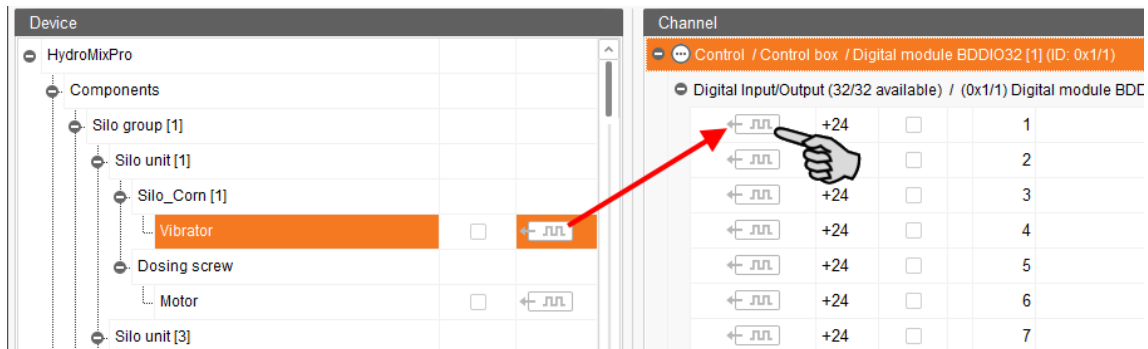 Device
HydroMixPro
Components
Silo group [1]
Silo unit [1]
Silo_Corn [1]
Vibrator
Dosing screw
Motor
Silo unit [3]
Channel
Control / Control box / Digital module BDDIO32 [1] (ID: 0x1/1)
Digital Input/Output (32/32 available) / (0x1/1) Digital module BDD
+24 1
+24 2
+24 3
+24 4
+24 5
+24 6
+24 7